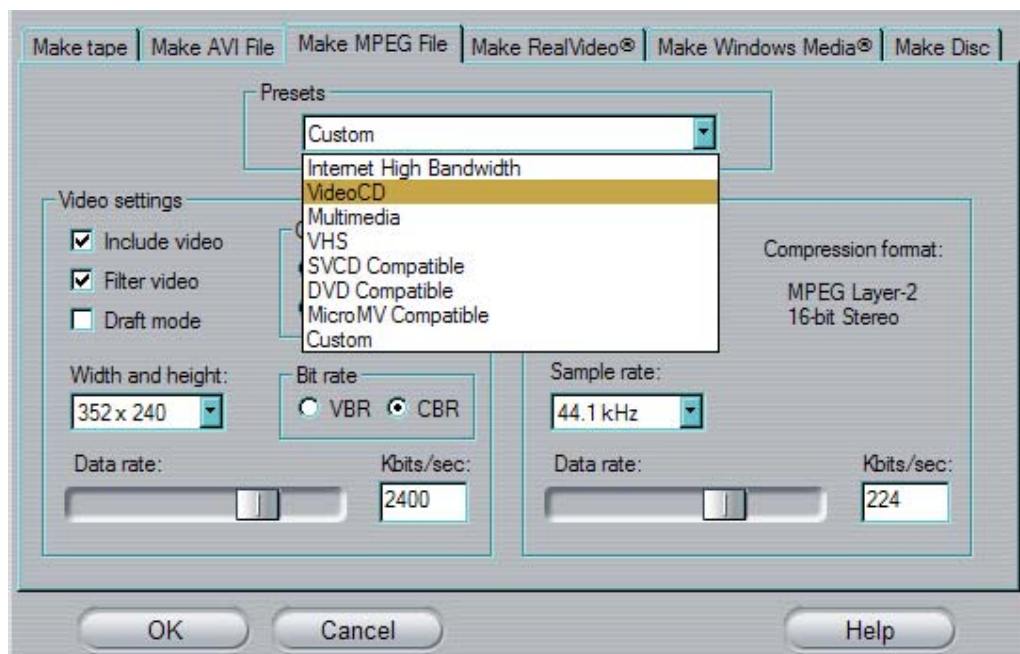 Make tape Make AVI File Make MPEG File Make RealVideo® Make Windows Media® Make Disc
Presets
Custom
Internet High Bandwidth
VideoCD
Multimedia
VHS
SVCD Compatible
DVD Compatible
MicroMV Compatible
Custom
Video settings
Include video
Filter video
Draft mode
Width and height:
352 x 240
Bit rate
VBR CBR
Data rate:
Kbits/sec:
2400
Compression format:
MPEG Layer-2
16-bit Stereo
Sample rate:
44.1 kHz
Data rate:
Kbits/sec:
224
OK Cancel Help